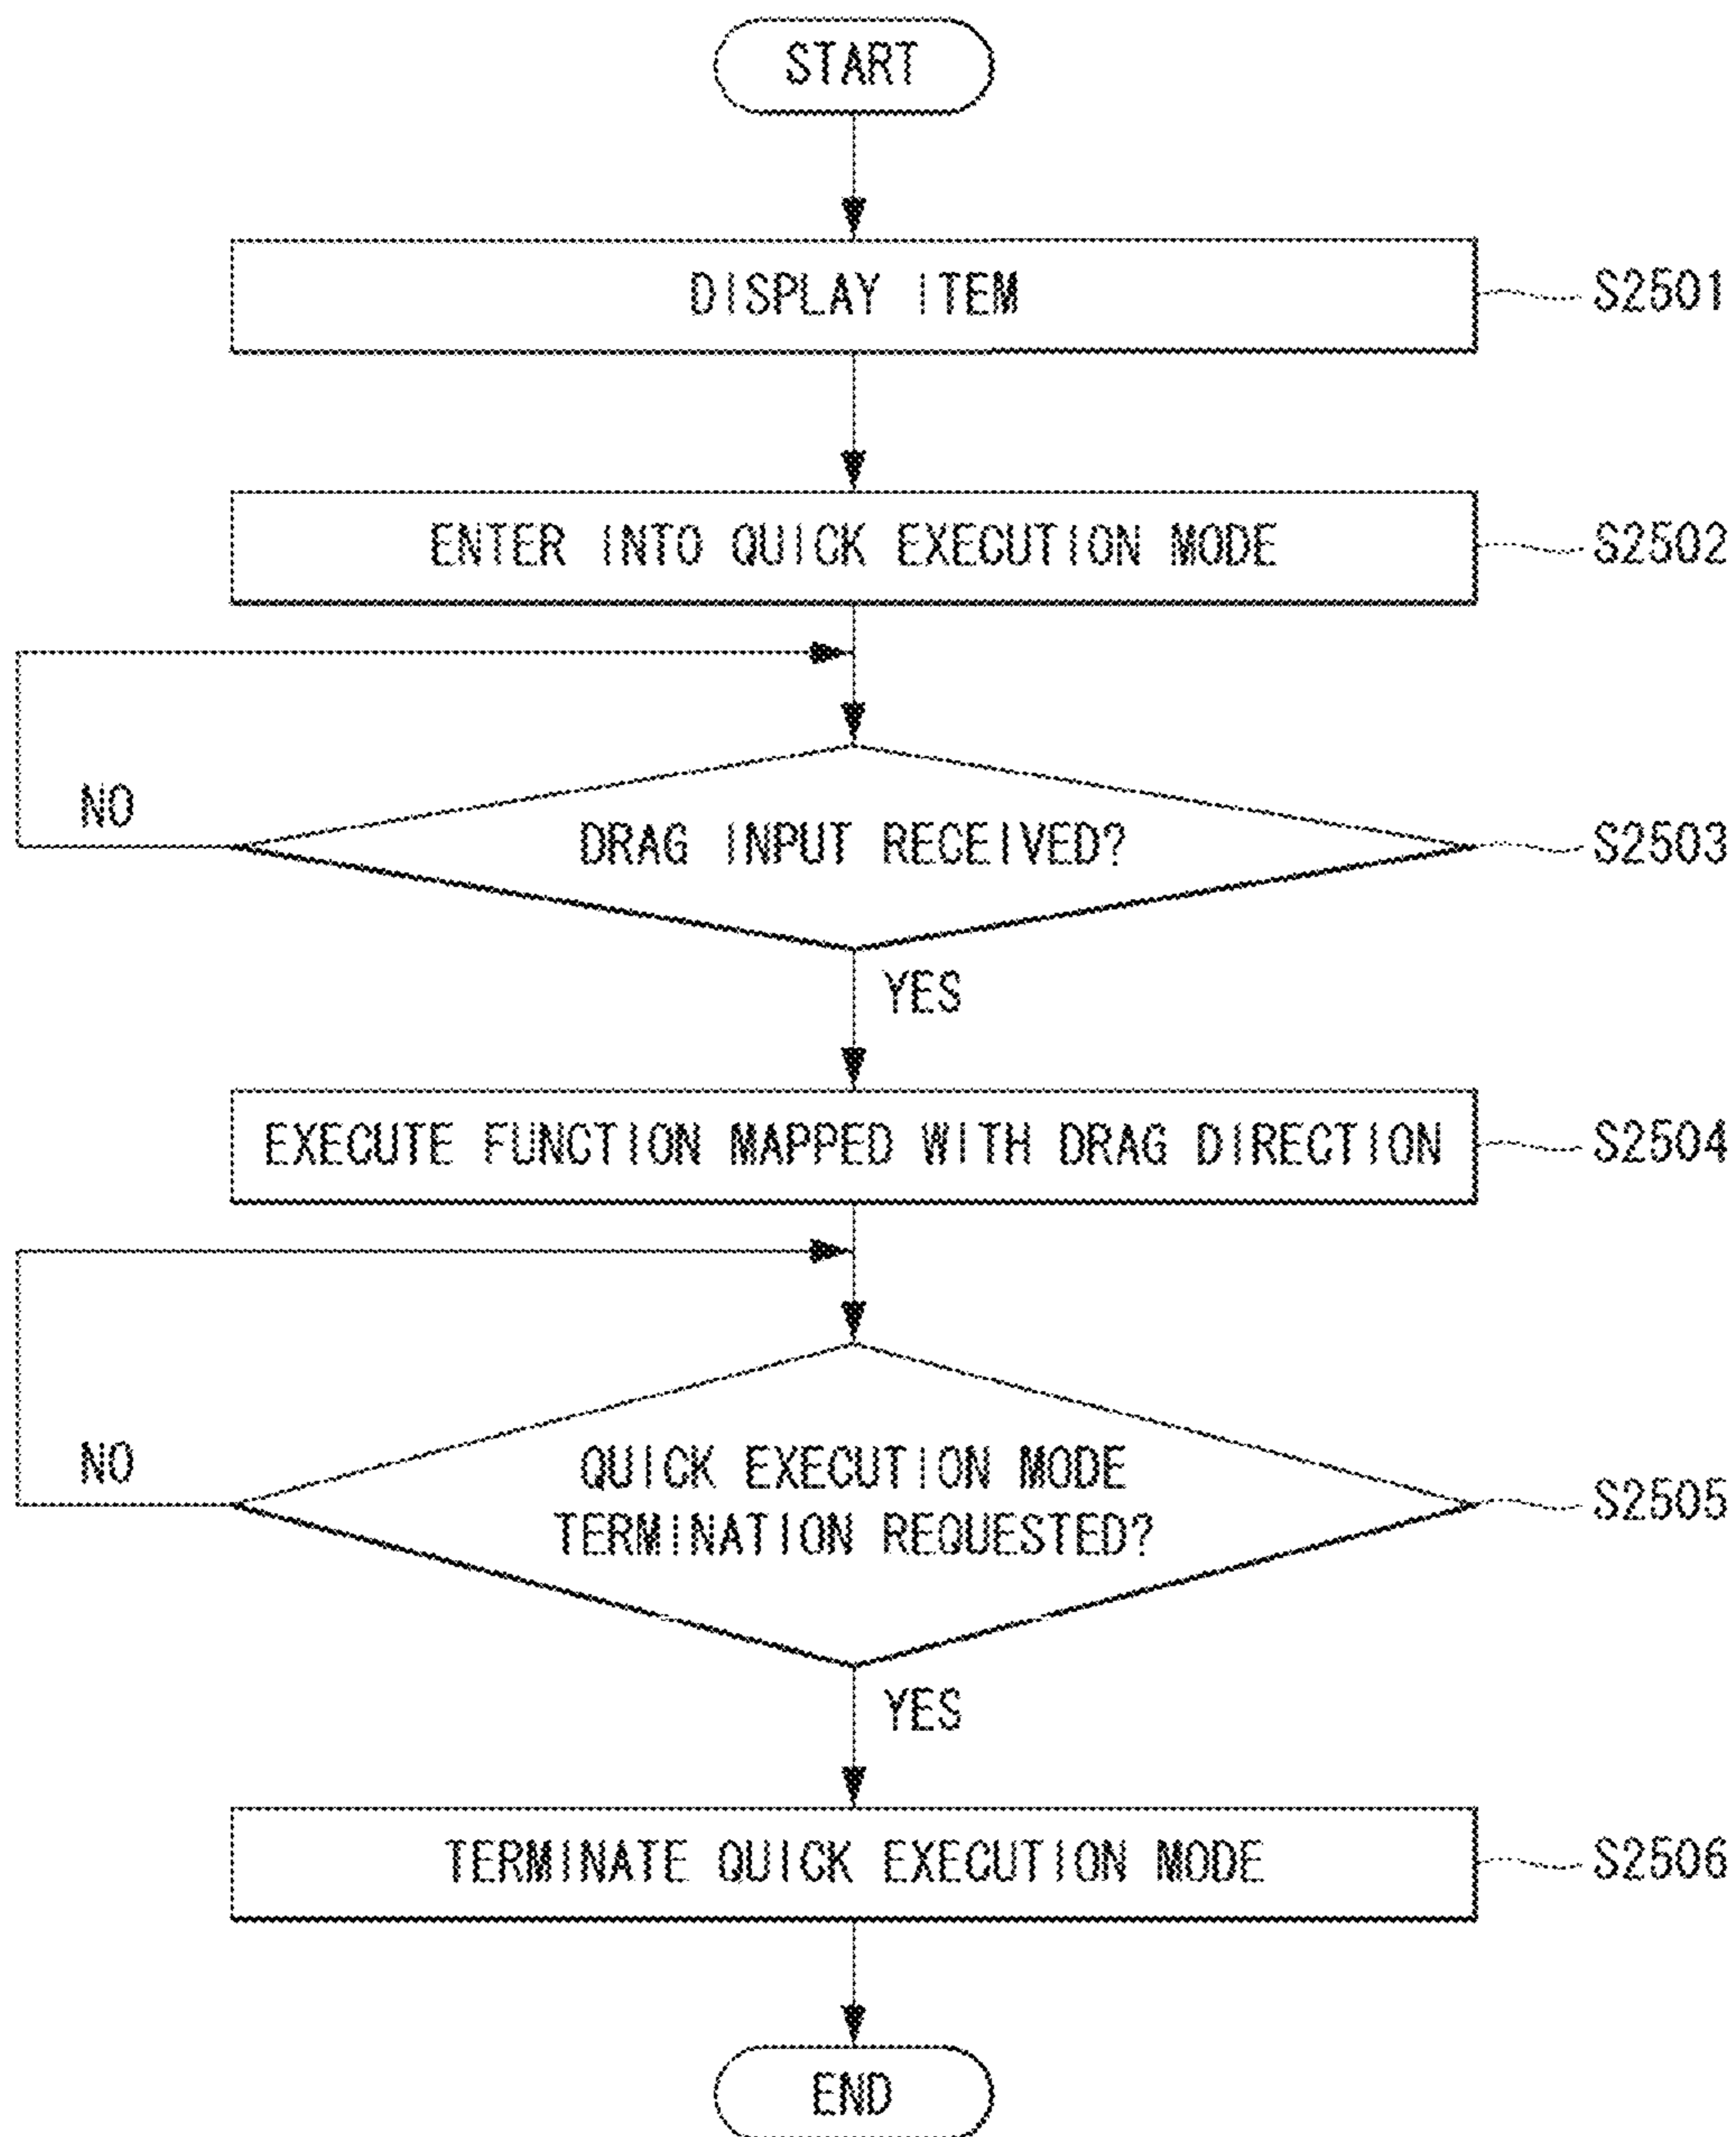 START
DISPLAY ITEM
S2501
ENTER INTO QUICK EXECUTION MODE
S2502
NO
DRAG INPUT RECEIVED?
S2503
YES
EXECUTE FUNCTION MAPPED WITH DRAG DIRECTION
S2504
NO
QUICK EXECUTION MODE
TERMINATION REQUESTED?
S2505
YES
TERMINATE QUICK EXECUTION MODE
S2506
END